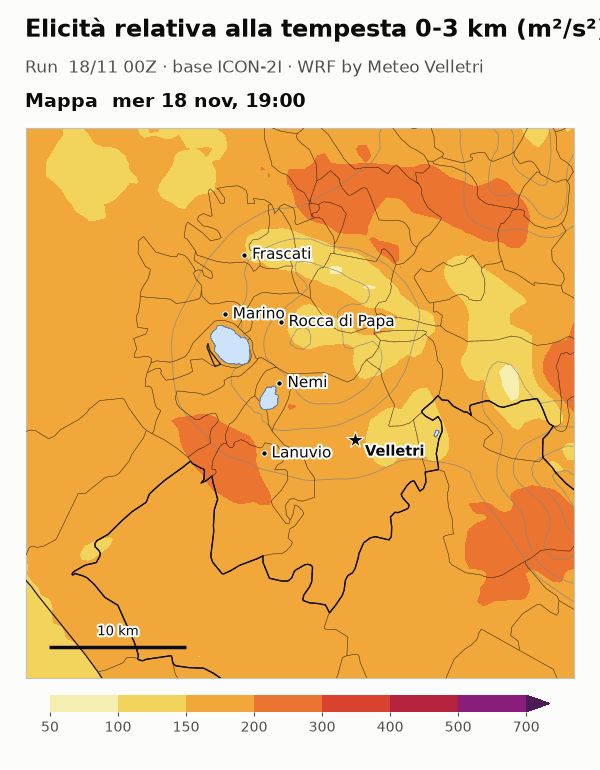 Elicità relativa alla tempesta 0-3 km (m²/s²)
Run  18/11 00Z · base ICON-2I · WRF by Meteo Velletri
Mappa  mer 18 nov, 19:00
Frascati
Marino
Rocca di Papa
Nemi
Velletri
Lanuvio
10 km
50 100 150 200 300 400 500 700